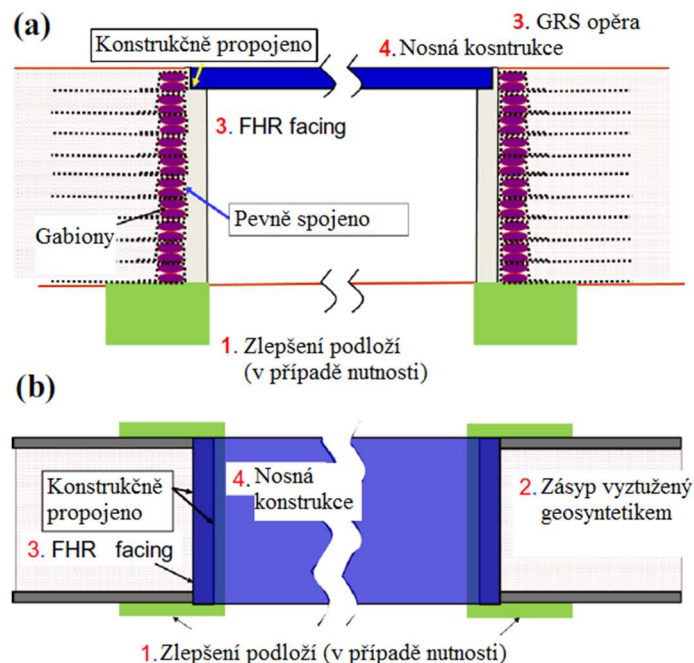 (a)
3. GRS opěra
Konstrukčně propojeno
4. Nosná kosntrukce
3. FHR facing
Gabiony
Pevně spojeno
1. Zlepšení podloží
(v případě nutnosti)
(b)
Konstrukčně
propojeno
4. Nosná
konstrukce
2. Zásyp vyztužený
geosyntetikem
3. FHR facing
1. Zlepšení podloží (v případě nutnosti)